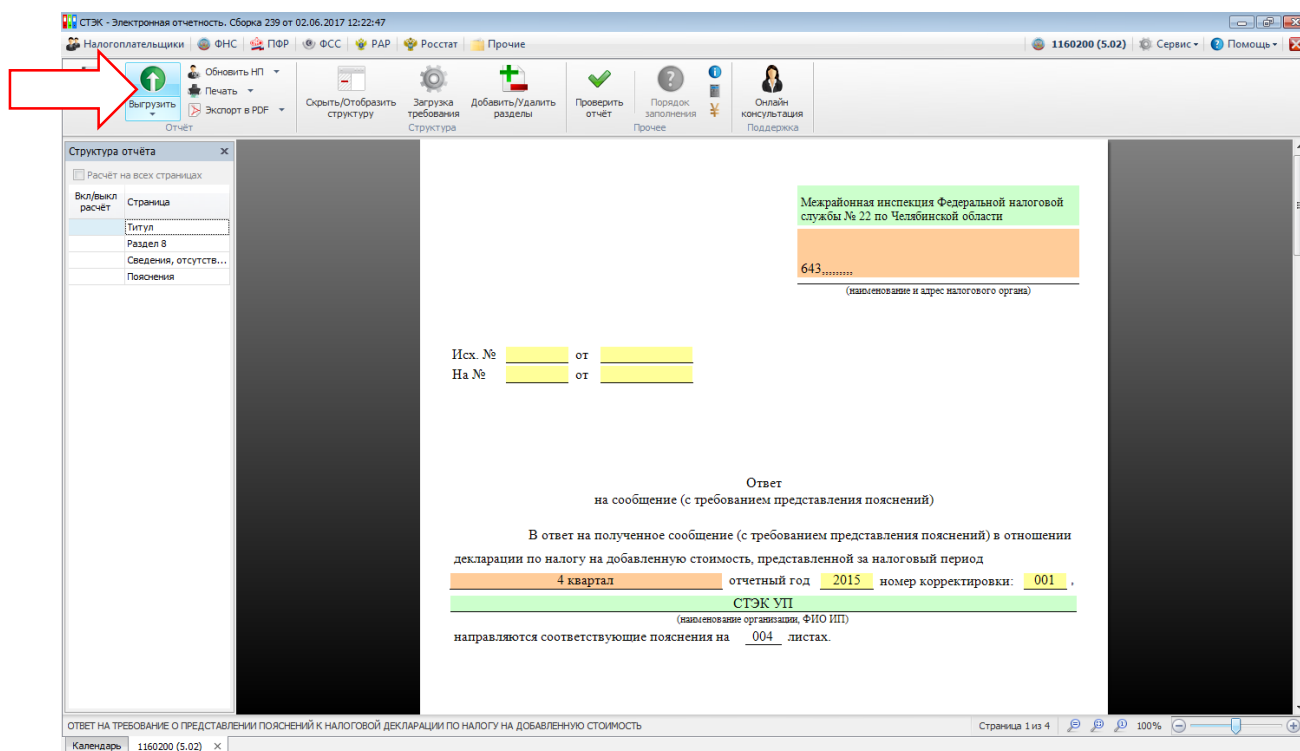 СТЭК - Электронная отчетность. Сборка 239 от 02.06.2017 12:22:47
Налогоплательщики ФНС ПФР ФСС РАР Росстат Прочие 1160200 (5.02) Сервис Помощь
Выгрузить
Обновить НП
Печать
Экспорт в PDF
Отчёт
Скрыть/Отобразить структуру
Загрузка требования
Добавить/Удалить разделы
Структура
Проверить отчёт
Порядок заполнения
Прочее
Онлайн консультация
Поддержка
Структура отчёта
Расчёт на всех страницах
Вкл/выкл расчёт Страница
Титул
Раздел 8
Сведения, отсутств...
Пояснения
Межрайонная инспекция Федеральной налоговой
службы № 22 по Челябинской области
643,,,,,,,,,
(наименование и адрес налогового органа)
Исх. № от
На № от
Ответ
на сообщение (с требованием представления пояснений)
В ответ на полученное сообщение (с требованием представления пояснений) в отношении
декларации по налогу на добавленную стоимость, представленной за налоговый период
4 квартал отчетный год 2015 номер корректировки: 001 ,
СТЭК УП
(наименование организации, ФИО ИП)
направляются соответствующие пояснения на 004 листах.
ОТВЕТ НА ТРЕБОВАНИЕ О ПРЕДСТАВЛЕНИИ ПОЯСНЕНИЙ К НАЛОГОВОЙ ДЕКЛАРАЦИИ ПО НАЛОГУ НА ДОБАВЛЕННУЮ СТОИМОСТЬ Страница 1 из 4 100%
Календарь 1160200 (5.02)